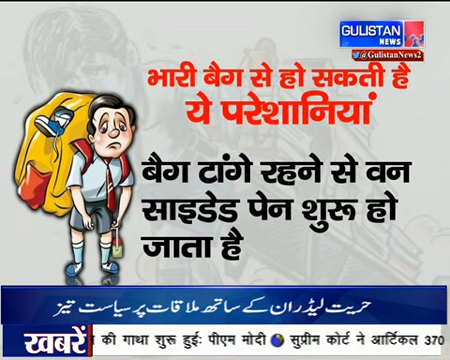 GULISTAN
NEWS
@GulistanNews2
भारी बैग से हो सकती है
ये परेशानियां
बैग टांगे रहने से वन
साइडेड पेन शुरू हो
जाता है
حریت لیڈران کے ساتھ ملاقات پر سیاست تیز
खबरें
की गाथा शुरू हुई: पीएम मोदी सुप्रीम कोर्ट ने आर्टिकल 370